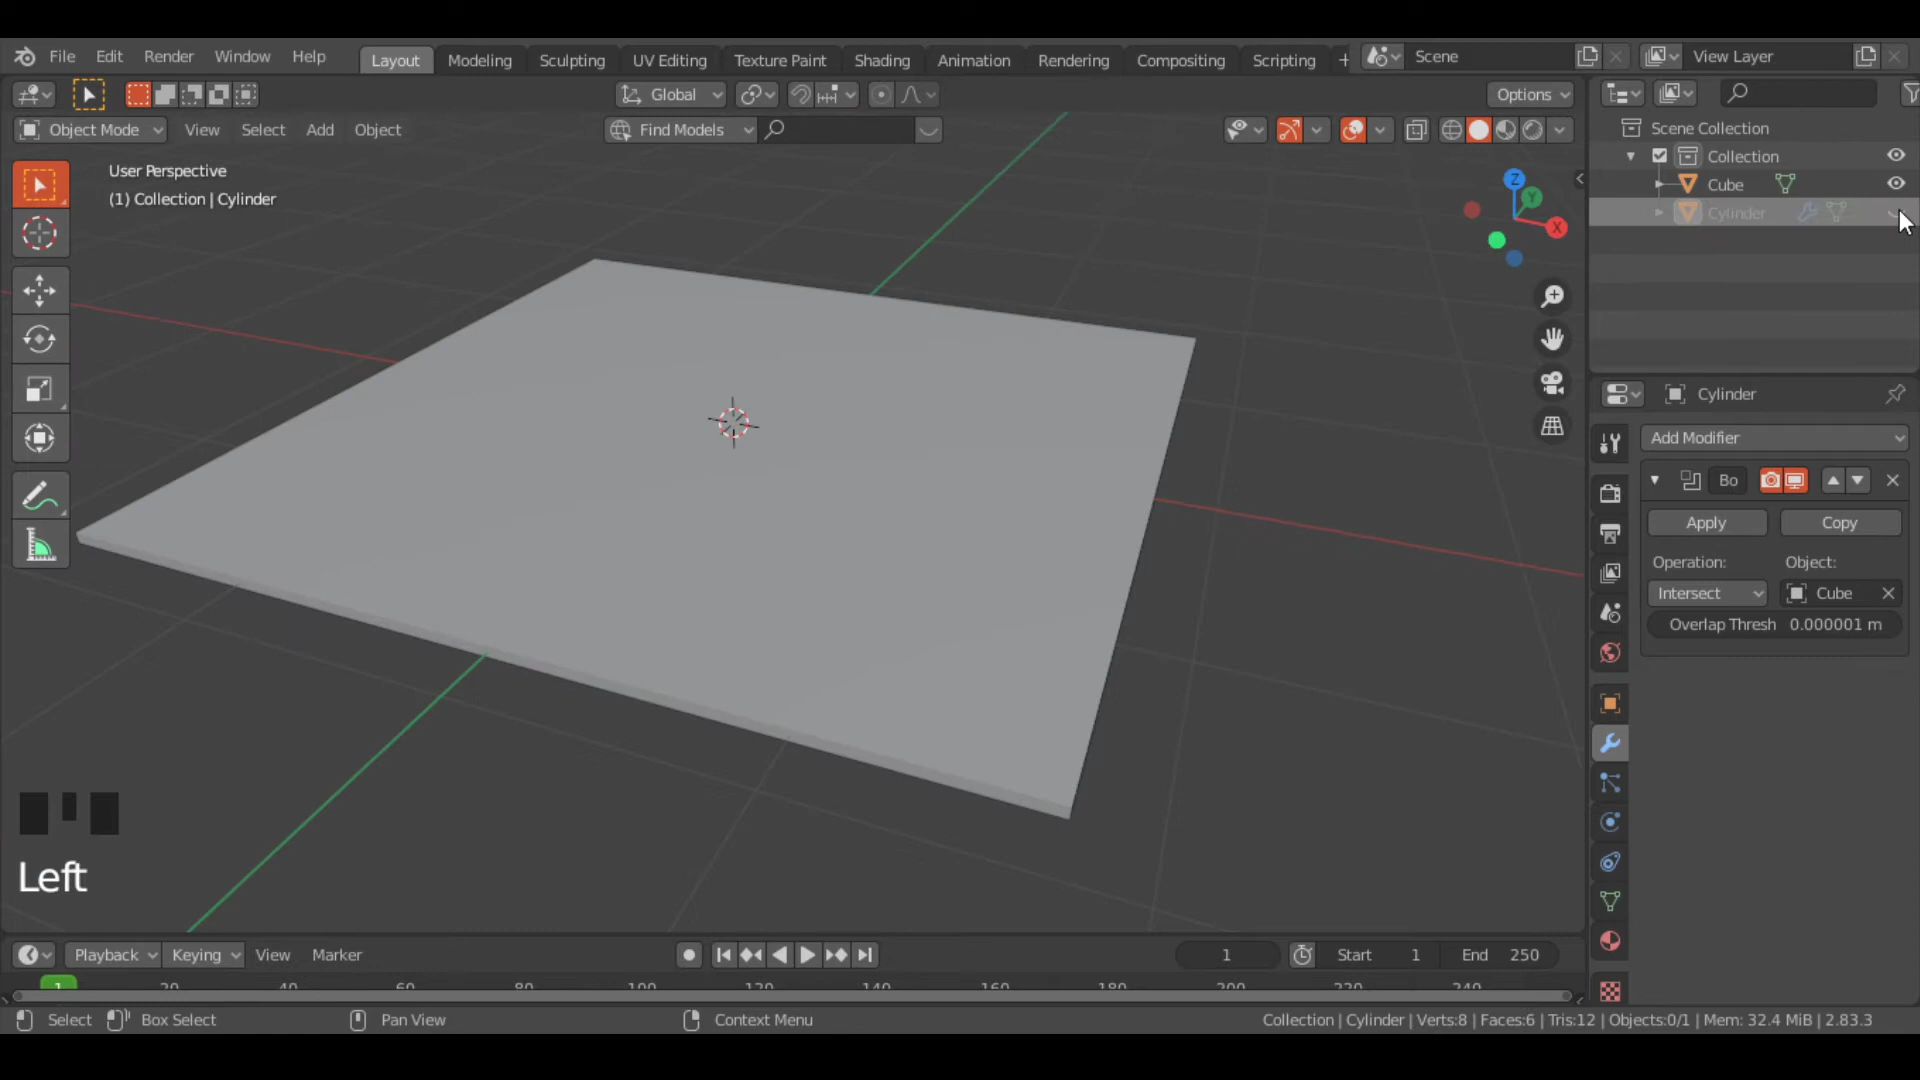 File Edit Render Window Help Layout Modeling Sculpting UV Editing Texture Paint Shading Animation Rendering Compositing Scripting + Scene View Layer
Global Options
Object Mode View Select Add Object Find Models
User Perspective
(1) Collection | Cylinder
Z
Y
X
Scene Collection
Collection
Cube
Cylinder
Cylinder
Add Modifier
Bo
Apply Copy
Operation: Object:
Intersect Cube
Overlap Thresh 0.000001 m
Left
Playback Keying View Marker 1 Start 1 End 250
1 20 40 60 80 100 120 140 160 180 200 220 240
Select Box Select Pan View Context Menu Collection | Cylinder | Verts:8 | Faces:6 | Tris:12 | Objects:0/1 | Mem: 32.4 MiB | 2.83.3